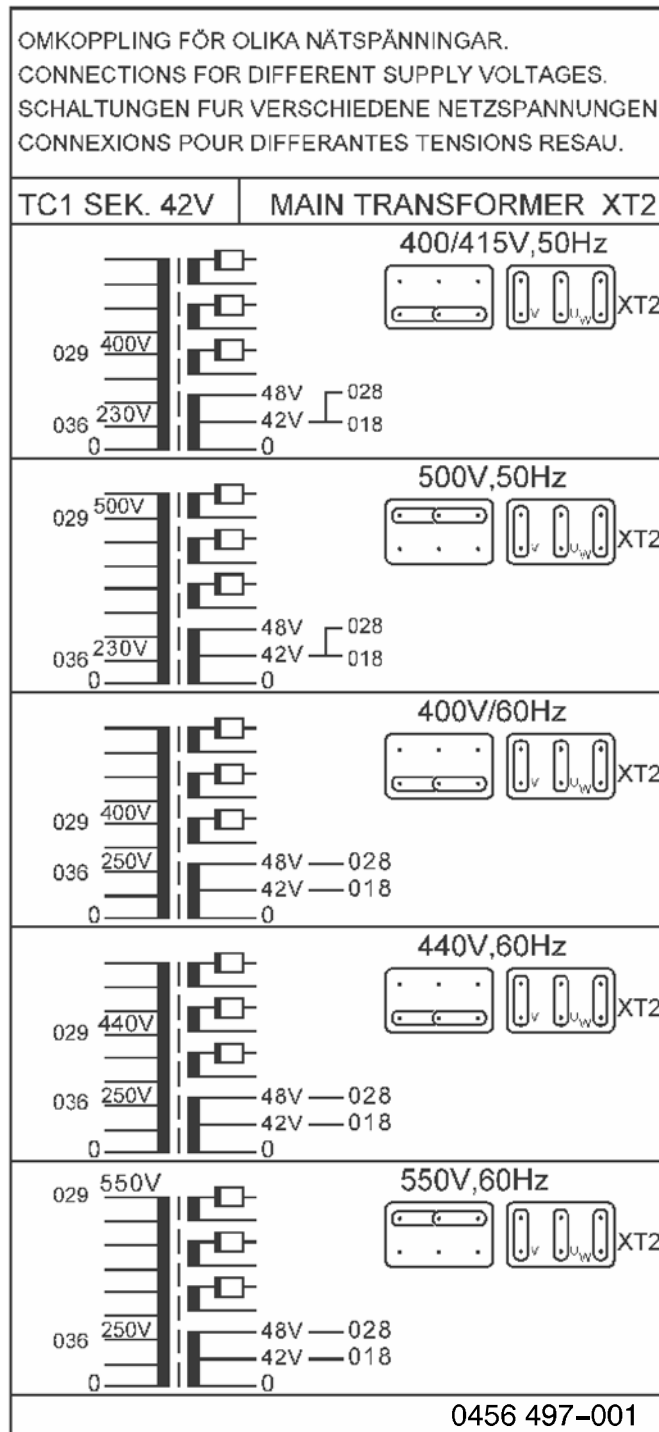 OMKOPPLING FÖR OLIKA NÄTSPÄNNINGAR.
CONNECTIONS FOR DIFFERENT SUPPLY VOLTAGES.
SCHALTUNGEN FUR VERSCHIEDENE NETZSPANNUNGEN
CONNEXIONS POUR DIFFERANTES TENSIONS RESAU.
TC1 SEK. 42V MAIN TRANSFORMER XT2
400/415V,50Hz
V U W XT2
029 400V
48V 028
036 230V 42V 018
0 0
500V,50Hz
029 500V
V U W XT2
48V 028
036 230V 42V 018
0 0
400V/60Hz
V U W XT2
029 400V
036 250V 48V 028
42V 018
0 0
440V,60Hz
V U W XT2
029 440V
036 250V 48V 028
42V 018
0 0
029 550V 550V,60Hz
V U W XT2
036 250V 48V 028
42V 018
0 0
0456 497-001